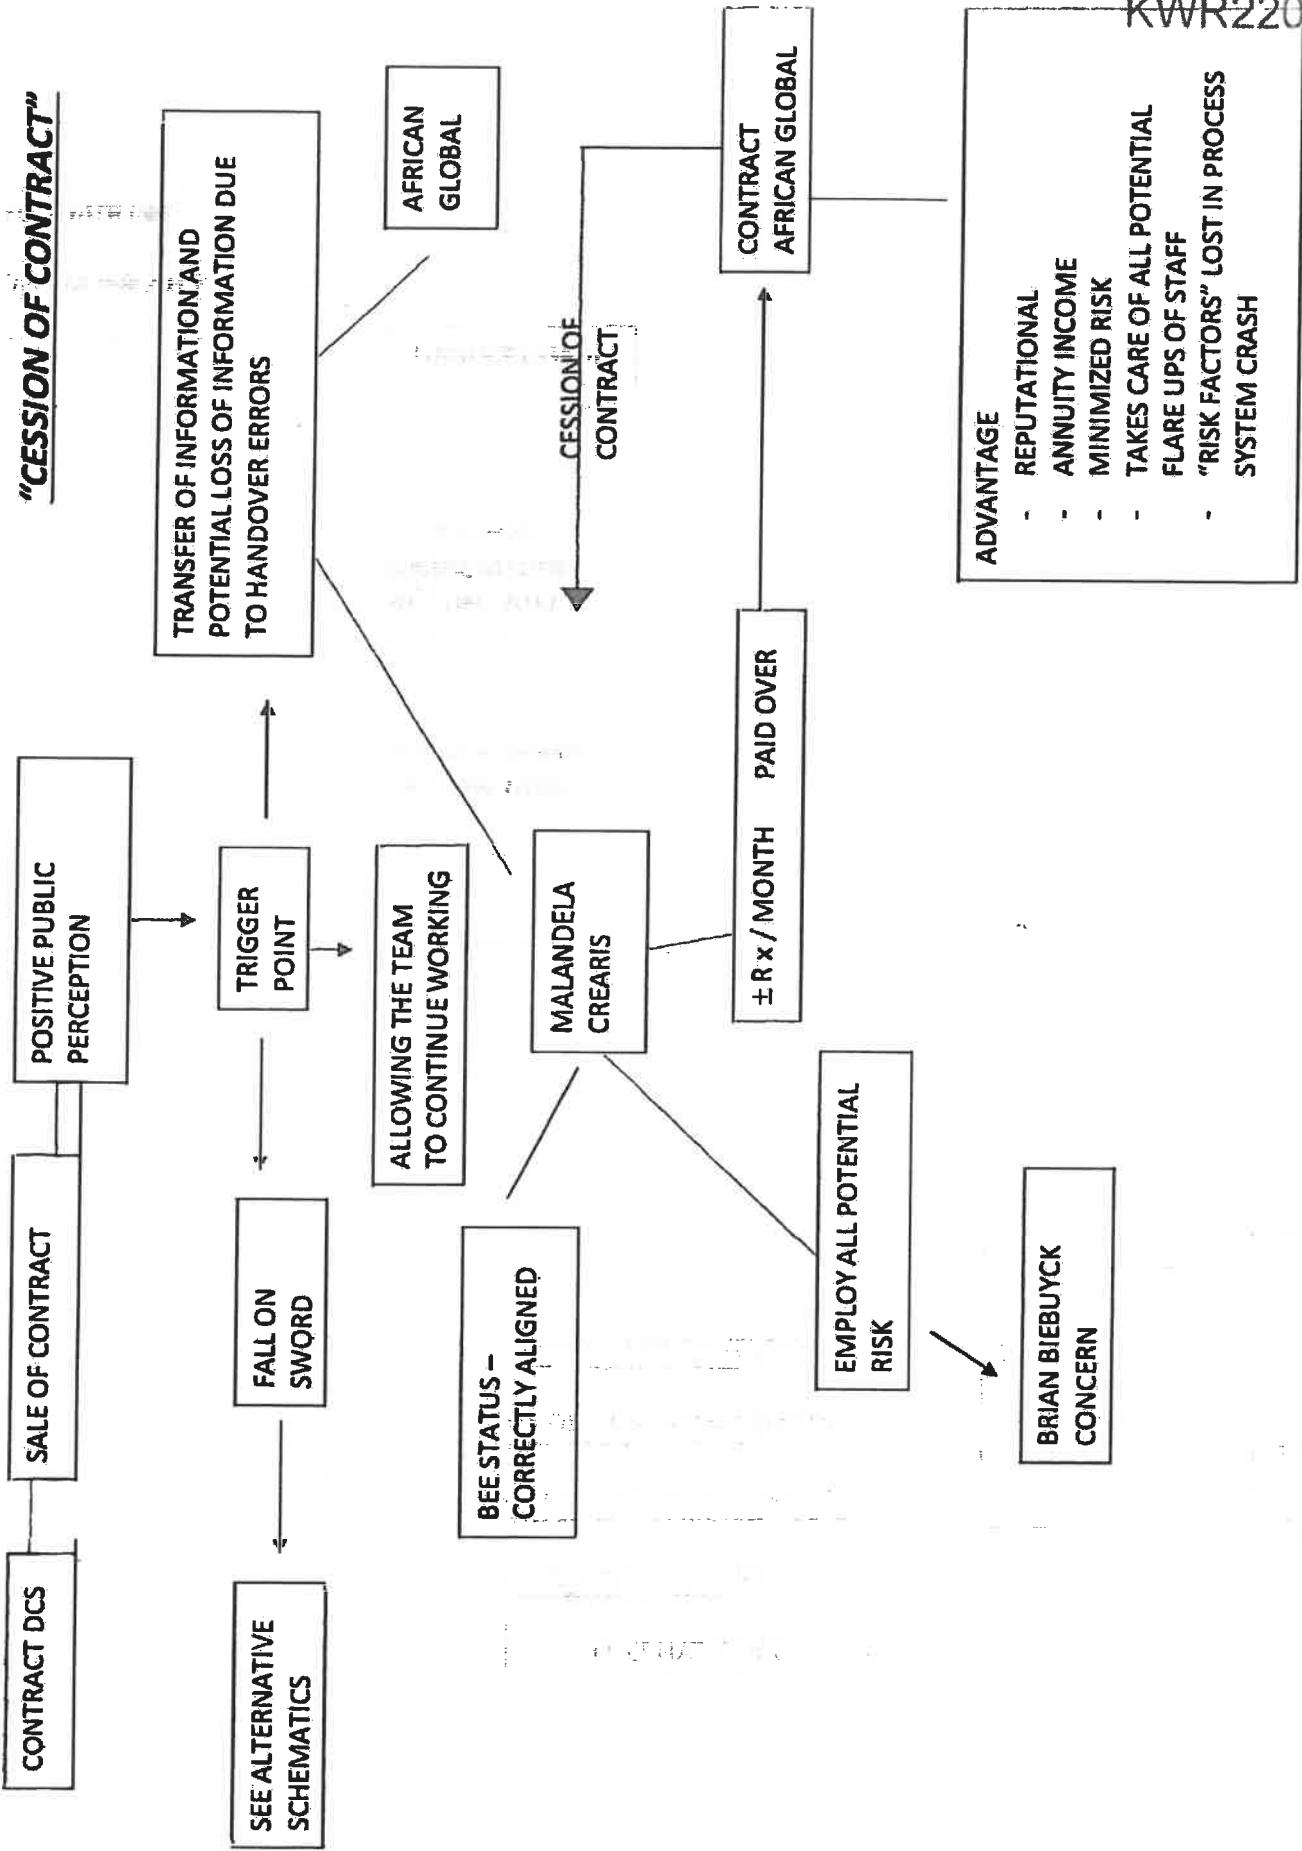 KWR220
"CESSION OF CONTRACT"
CONTRACT DCS
SALE OF CONTRACT
POSITIVE PUBLIC
PERCEPTION
SEE ALTERNATIVE
SCHEMATICS
FALL ON
SWORD
TRIGGER
POINT
TRANSFER OF INFORMATION AND
POTENTIAL LOSS OF INFORMATION DUE
TO HANDOVER ERRORS
ALLOWING THE TEAM
TO CONTINUE WORKING
AFRICAN
GLOBAL
BEE STATUS –
CORRECTLY ALIGNED
MALANDELA
CREARIS
CESSION OF
CONTRACT
± R x / MONTH PAID OVER
CONTRACT
AFRICAN GLOBAL
EMPLOY ALL POTENTIAL
RISK
BRIAN BIEBUYCK
CONCERN
ADVANTAGE
- REPUTATIONAL
- ANNUITY INCOME
- MINIMIZED RISK
- TAKES CARE OF ALL POTENTIAL
FLARE UPS OF STAFF
- "RISK FACTORS" LOST IN PROCESS
SYSTEM CRASH